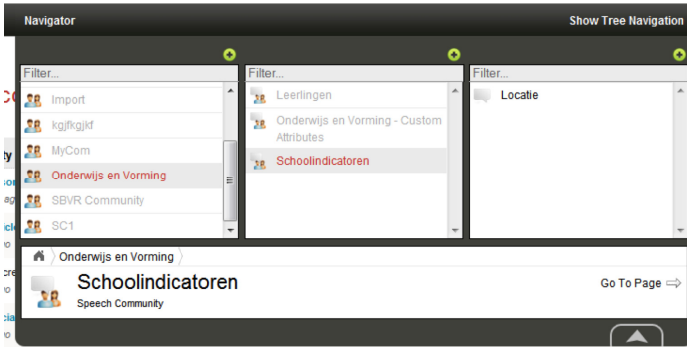 Navigator
Show Tree Navigation
Filter...
Import
kgjfkgjkf
MyCom
Onderwijs en Vorming
SBVR Community
SC1
Filter...
Leerlingen
Onderwijs en Vorming - Custom
Attributes
Schoolindicatoren
Filter...
Locatie
Onderwijs en Vorming
Schoolindicatoren
Speech Community
Go To Page